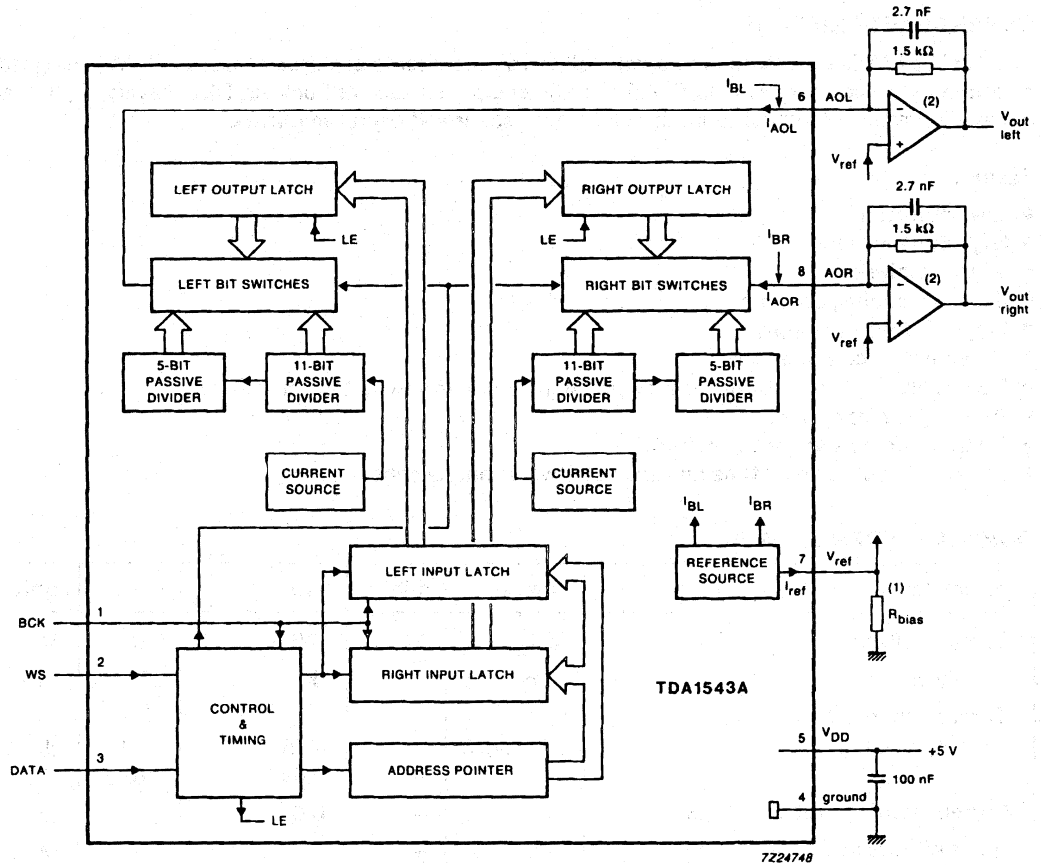 2.7 nF
1.5 kΩ
I_BL
6 AOL
(2)
I_AOL
V_out left
V_ref
2.7 nF
1.5 kΩ
LEFT OUTPUT LATCH
RIGHT OUTPUT LATCH
LE
LE
I_BR
8 AOR
(2)
I_AOR
V_out right
V_ref
LEFT BIT SWITCHES
RIGHT BIT SWITCHES
5-BIT PASSIVE DIVIDER
11-BIT PASSIVE DIVIDER
11-BIT PASSIVE DIVIDER
5-BIT PASSIVE DIVIDER
CURRENT SOURCE
CURRENT SOURCE
I_BL
I_BR
REFERENCE SOURCE
7 V_ref
I_ref
(1)
R_bias
LEFT INPUT LATCH
BCK 1
WS 2
RIGHT INPUT LATCH
TDA1543A
CONTROL & TIMING
DATA 3
ADDRESS POINTER
LE
5 V_DD
+5 V
100 nF
4 ground
7Z24748